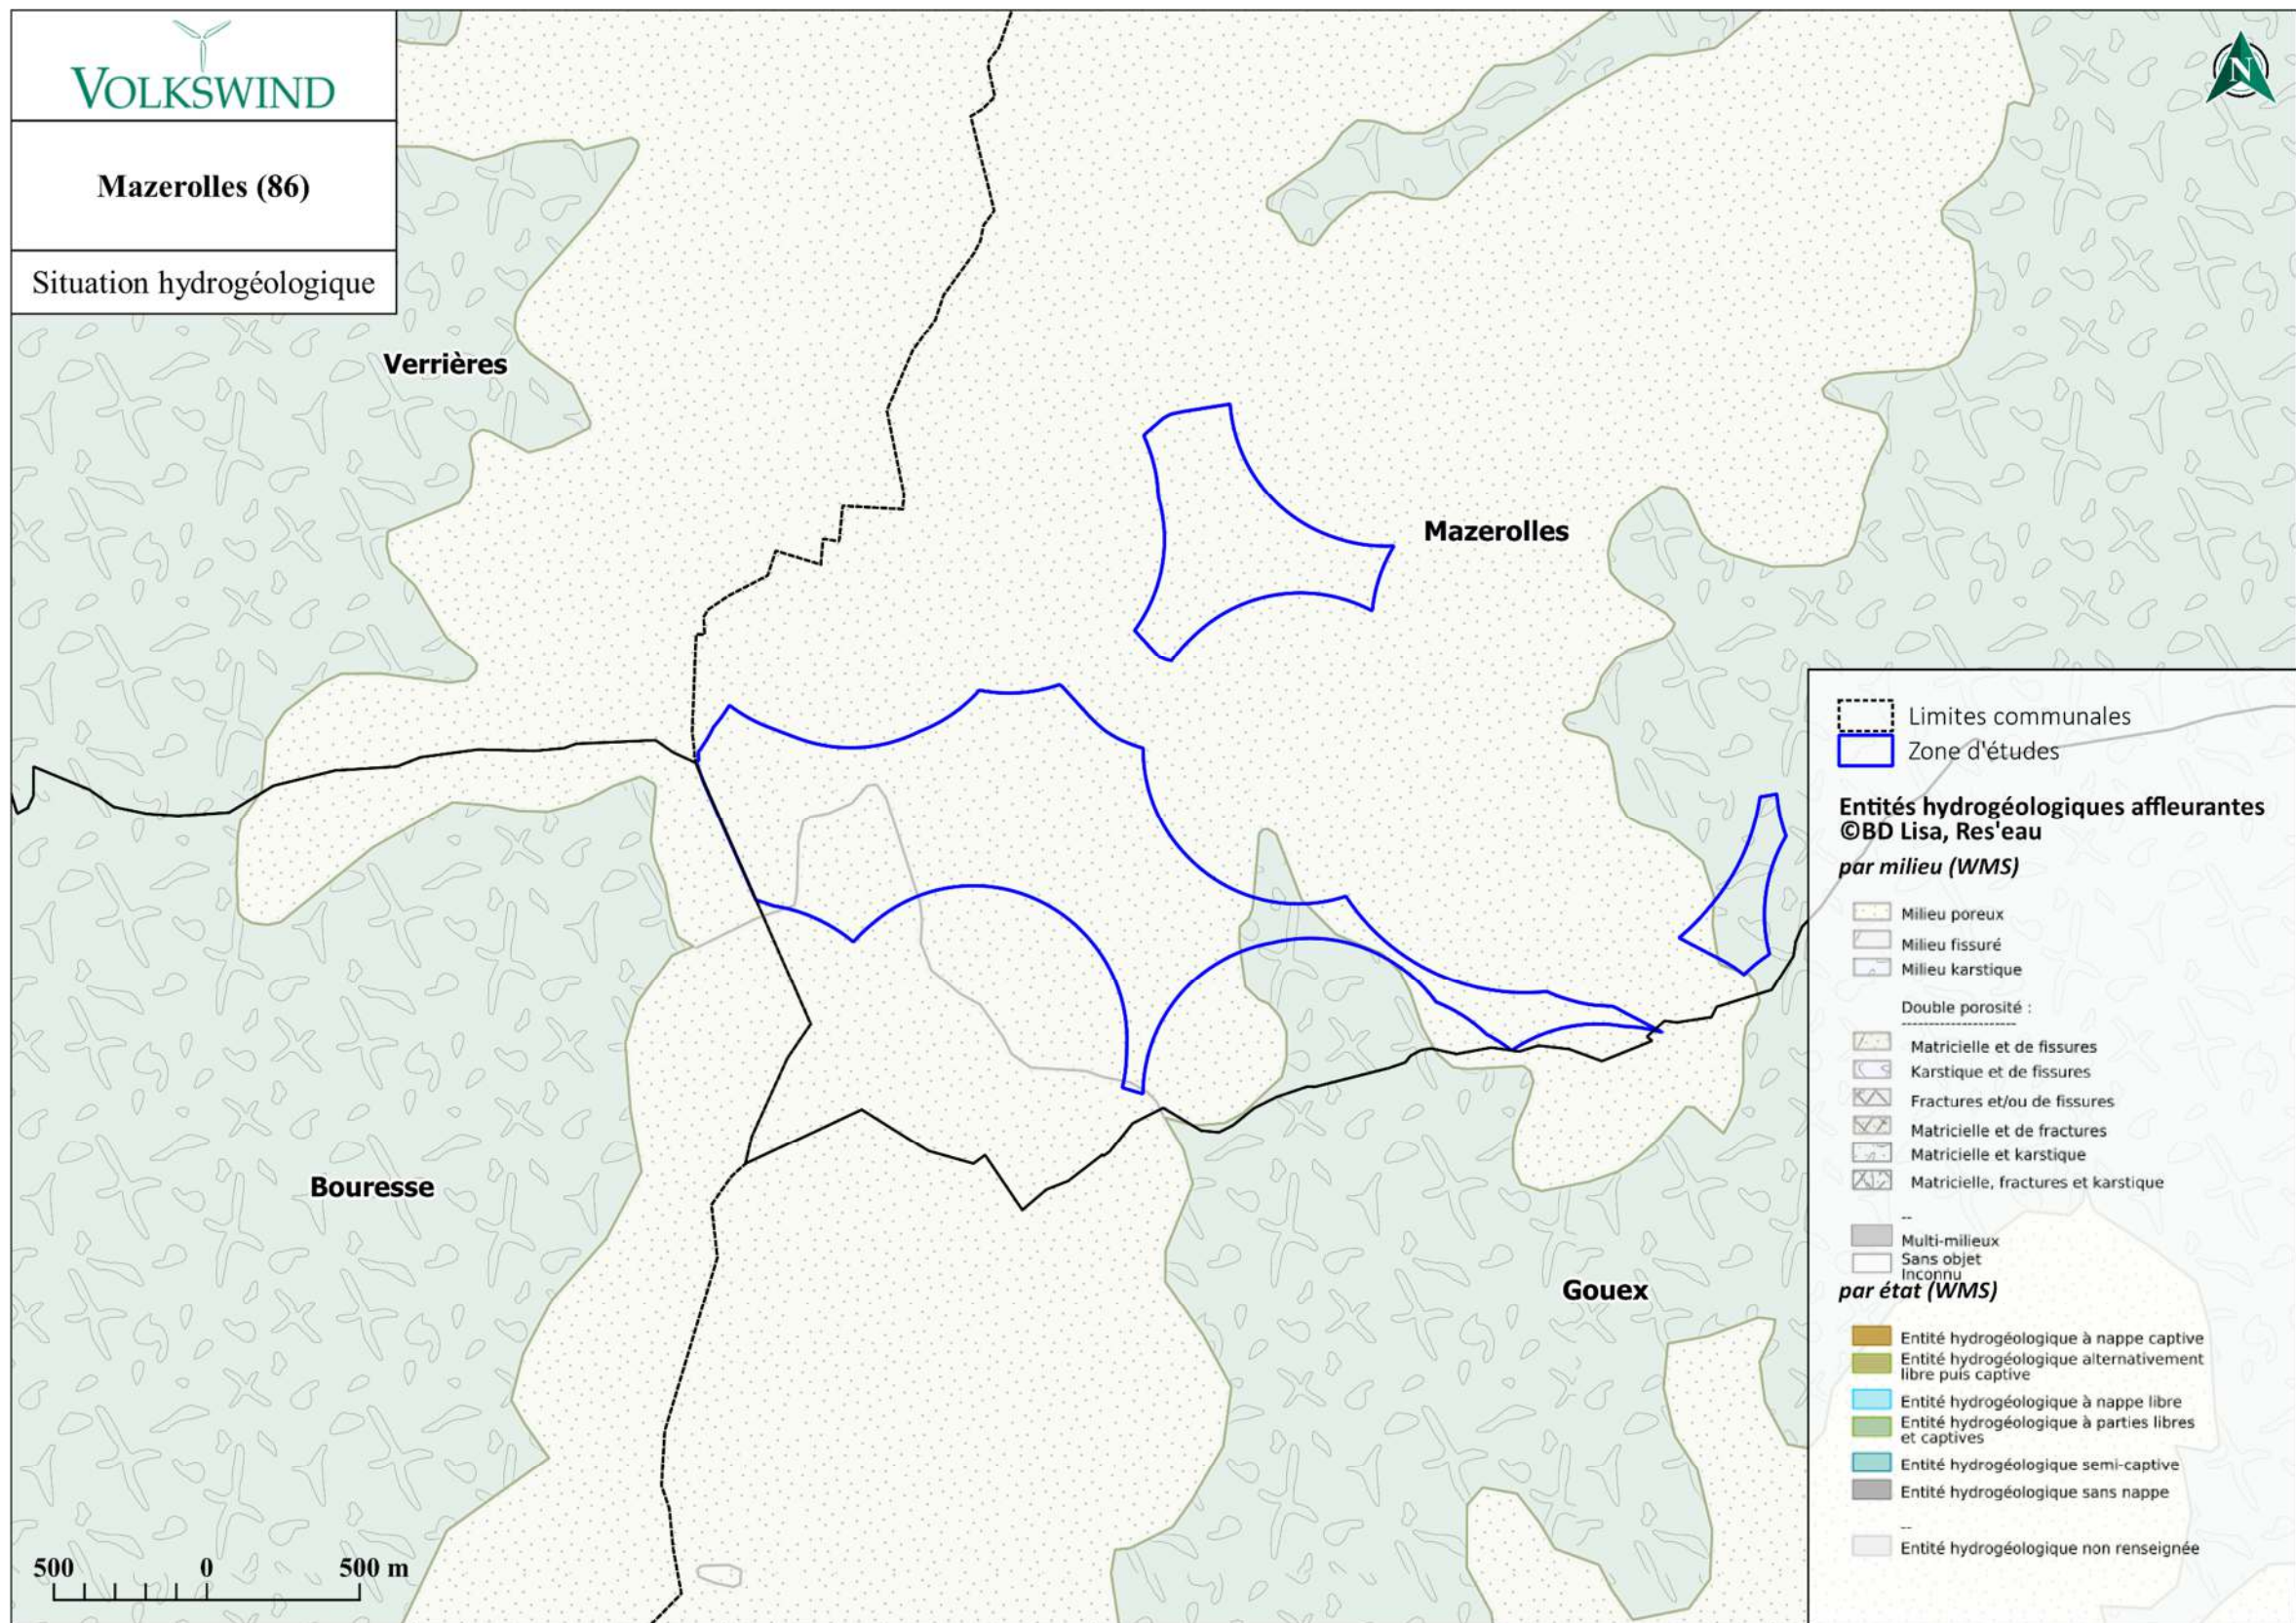 VOLKSWIND
Mazerolles (86)
Situation hydrogéologique
N
Verrières
Mazerolles
Bouresse
Gouex
500 0 500 m
Limites communales
Zone d'études
Entités hydrogéologiques affleurantes
©BD Lisa, Res'eau
par milieu (WMS)
Milieu poreux
Milieu fissuré
Milieu karstique
Double porosité :
--------------------
Matricielle et de fissures
Karstique et de fissures
Fractures et/ou de fissures
Matricielle et de fractures
Matricielle et karstique
Matricielle, fractures et karstique
--
Multi-milieux
Sans objet
Inconnu
par état (WMS)
Entité hydrogéologique à nappe captive
Entité hydrogéologique alternativement
libre puis captive
Entité hydrogéologique à nappe libre
Entité hydrogéologique à parties libres
et captives
Entité hydrogéologique semi-captive
Entité hydrogéologique sans nappe
--
Entité hydrogéologique non renseignée